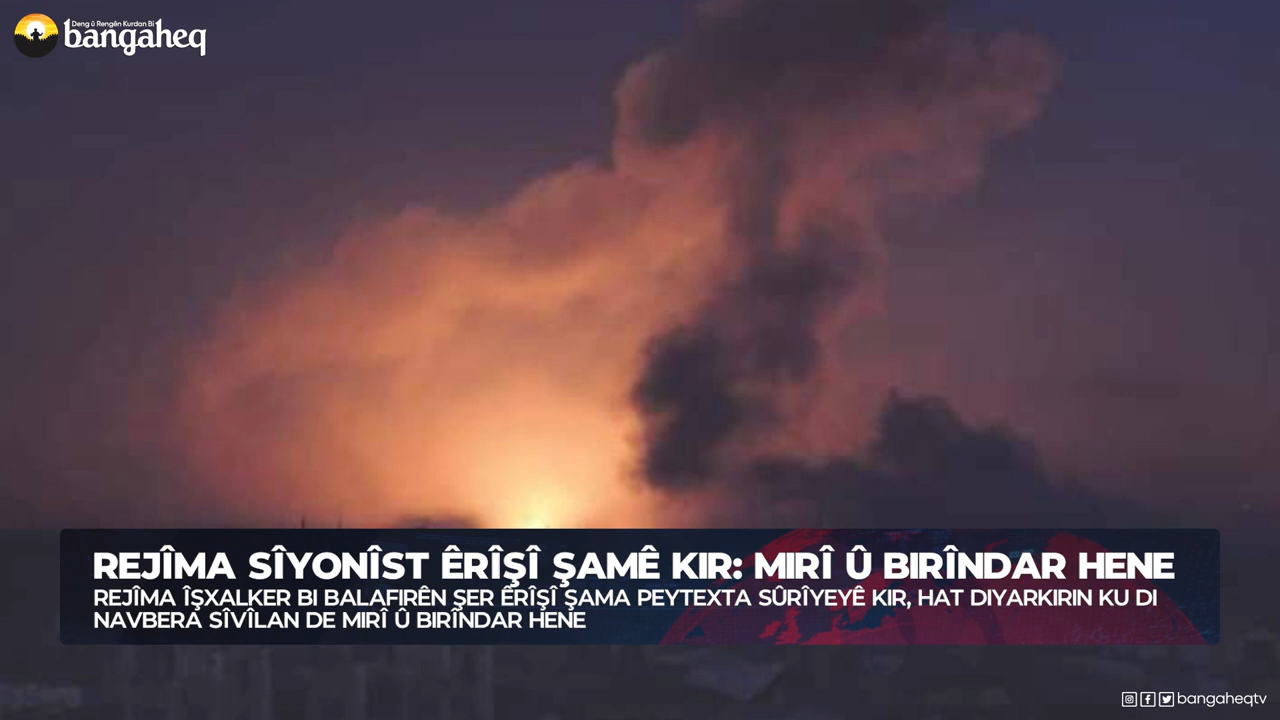 Deng û Rengên Kurdan Bi
bangaheq
REJÎMA SÎYONÎST ÊRÎŞÎ ŞAMÊ KIR: MIRÎ Û BIRÎNDAR HENE
REJÎMA ÎŞXALKER BI BALAFIRÊN ŞER ÊRÎŞÎ ŞAMA PEYTEXTA SÛRÎYEYÊ KIR, HAT DIYARKIRIN KU DI
NAVBERA SÎVÎLAN DE MIRÎ Û BIRÎNDAR HENE
bangaheqtv